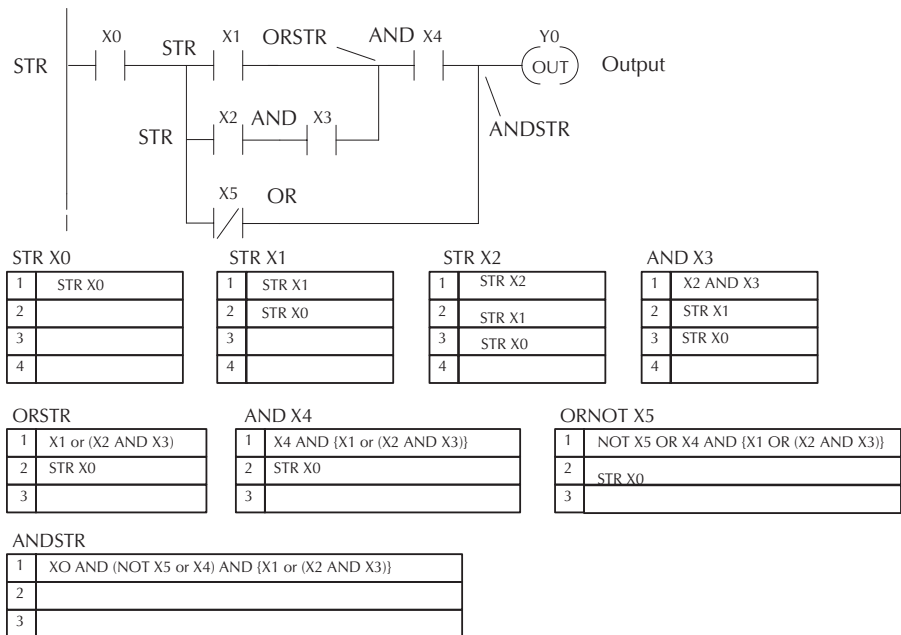 X0 X1 ORSTR AND X4 Y0
STR STR OUT Output
X2 AND X3
STR ANDSTR
X5 OR
STR X0 STR X1 STR X2 AND X3
1 STR X0 1 STR X1 1 STR X2 1 X2 AND X3
2 2 STR X0 2 STR X1 2 STR X1
3 3 3 STR X0 3 STR X0
4 4 4 4
ORSTR AND X4 ORNOT X5
1 X1 or (X2 AND X3) 1 X4 AND {X1 or (X2 AND X3)} 1 NOT X5 OR X4 AND {X1 OR (X2 AND X3)}
2 STR X0 2 STR X0 2 STR X0
3 3 3
ANDSTR
1 XO AND (NOT X5 or X4) AND {X1 or (X2 AND X3)}
2
3